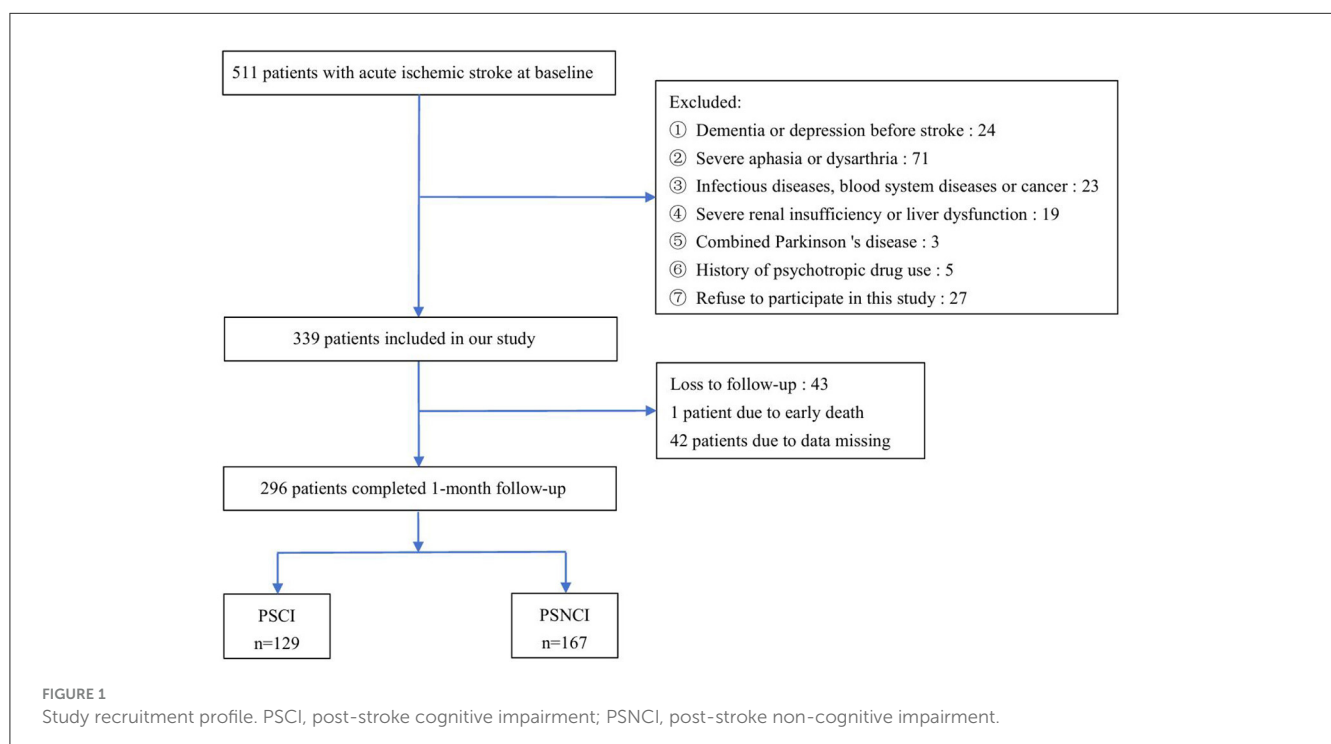 511 patients with acute ischemic stroke at baseline
Excluded:
① Dementia or depression before stroke : 24
② Severe aphasia or dysarthria : 71
③ Infectious diseases, blood system diseases or cancer : 23
④ Severe renal insufficiency or liver dysfunction : 19
⑤ Combined Parkinson 's disease : 3
⑥ History of psychotropic drug use : 5
⑦ Refuse to participate in this study : 27
339 patients included in our study
Loss to follow-up : 43
1 patient due to early death
42 patients due to data missing
296 patients completed 1-month follow-up
PSCI
n=129
PSNCI
n=167
FIGURE 1
Study recruitment profile. PSCI, post-stroke cognitive impairment; PSNCI, post-stroke non-cognitive impairment.